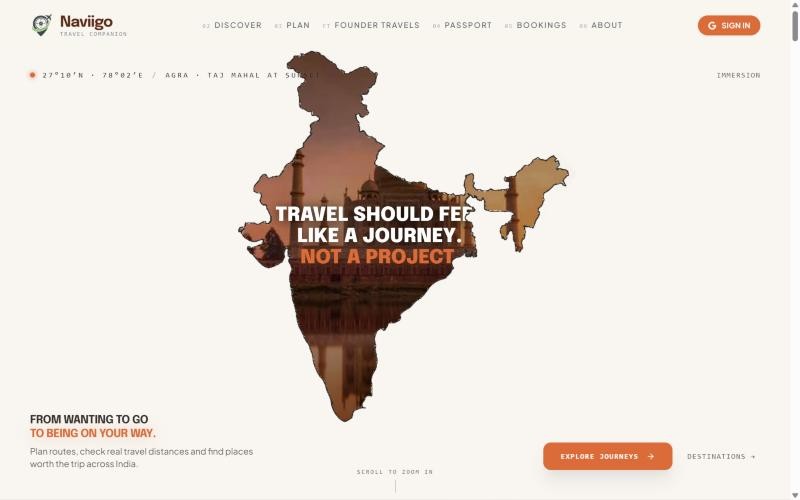 Naviigo
TRAVEL COMPANION
02 DISCOVER
03 PLAN
FT FOUNDER TRAVELS
04 PASSPORT
05 BOOKINGS
06 ABOUT
G SIGN IN
27°10′N · 78°02′E / AGRA · TAJ MAHAL AT SUNSET
IMMERSION
TRAVEL SHOULD FEE
LIKE A JOURNEY.
NOT A PROJECT
FROM WANTING TO GO
TO BEING ON YOUR WAY.
Plan routes, check real travel distances and find places
worth the trip across India.
SCROLL TO ZOOM IN
EXPLORE JOURNEYS →
DESTINATIONS →